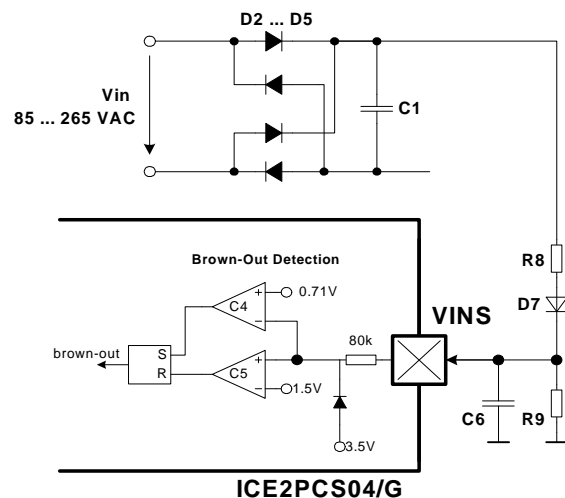 D2 ... D5
Vin
85 ... 265 VAC
C1
R8
Brown-Out Detection
D7
C4
+
−
0.71V
VINS
80k
brown-out
S
R
C5
+
−
1.5V
C6
R9
3.5V
ICE2PCS04/G